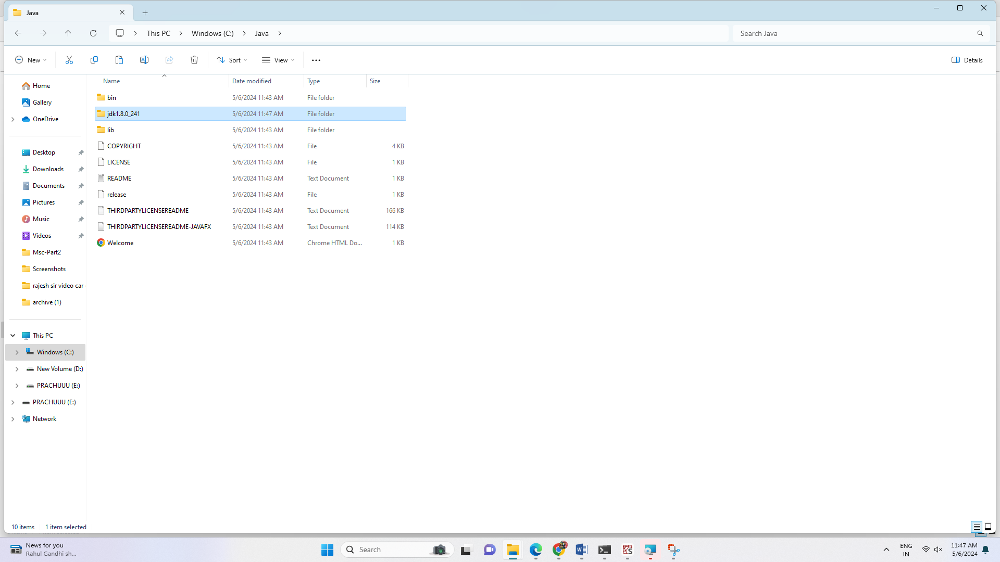 Java
This PC
Windows (C:)
Java
Search Java
New
Sort
View
Details
Name
Date modified
Type
Size
bin 5/6/2024 11:43 AM File folder
jdk1.8.0_241 5/6/2024 11:47 AM File folder
lib 5/6/2024 11:43 AM File folder
COPYRIGHT 5/6/2024 11:43 AM File 4 KB
LICENSE 5/6/2024 11:43 AM File 1 KB
README 5/6/2024 11:43 AM Text Document 1 KB
release 5/6/2024 11:43 AM File 1 KB
THIRDPARTYLICENSEREADME 5/6/2024 11:43 AM Text Document 166 KB
THIRDPARTYLICENSEREADME-JAVAFX 5/6/2024 11:43 AM Text Document 114 KB
Welcome 5/6/2024 11:43 AM Chrome HTML Do... 1 KB
Home
Gallery
OneDrive
Desktop
Downloads
Documents
Pictures
Music
Videos
Msc-Part2
Screenshots
rajesh sir video car
archive (1)
This PC
Windows (C:)
New Volume (D:)
PRACHUUU (E:)
PRACHUUU (E:)
Network
10 items
1 item selected
News for you
Rahul Gandhi sh...
Search
ENG
IN
11:47 AM
5/6/2024